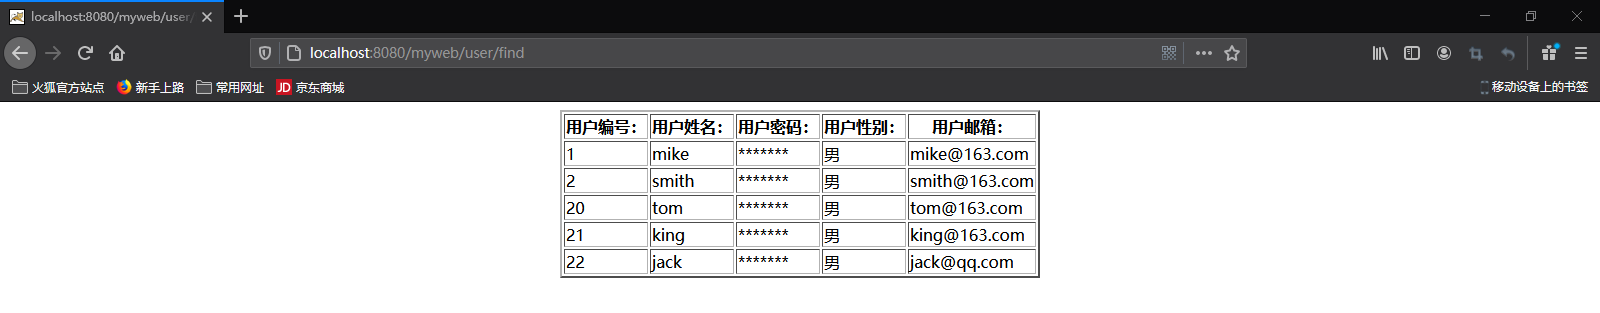 localhost:8080/myweb/user/
localhost:8080/myweb/user/find
火狐官方站点 新手上路 常用网址 JD 京东商城 移动设备上的书签
用户编号: 用户姓名: 用户密码: 用户性别: 用户邮箱:
1 mike ******* 男 mike@163.com
2 smith ******* 男 smith@163.com
20 tom ******* 男 tom@163.com
21 king ******* 男 king@163.com
22 jack ******* 男 jack@qq.com